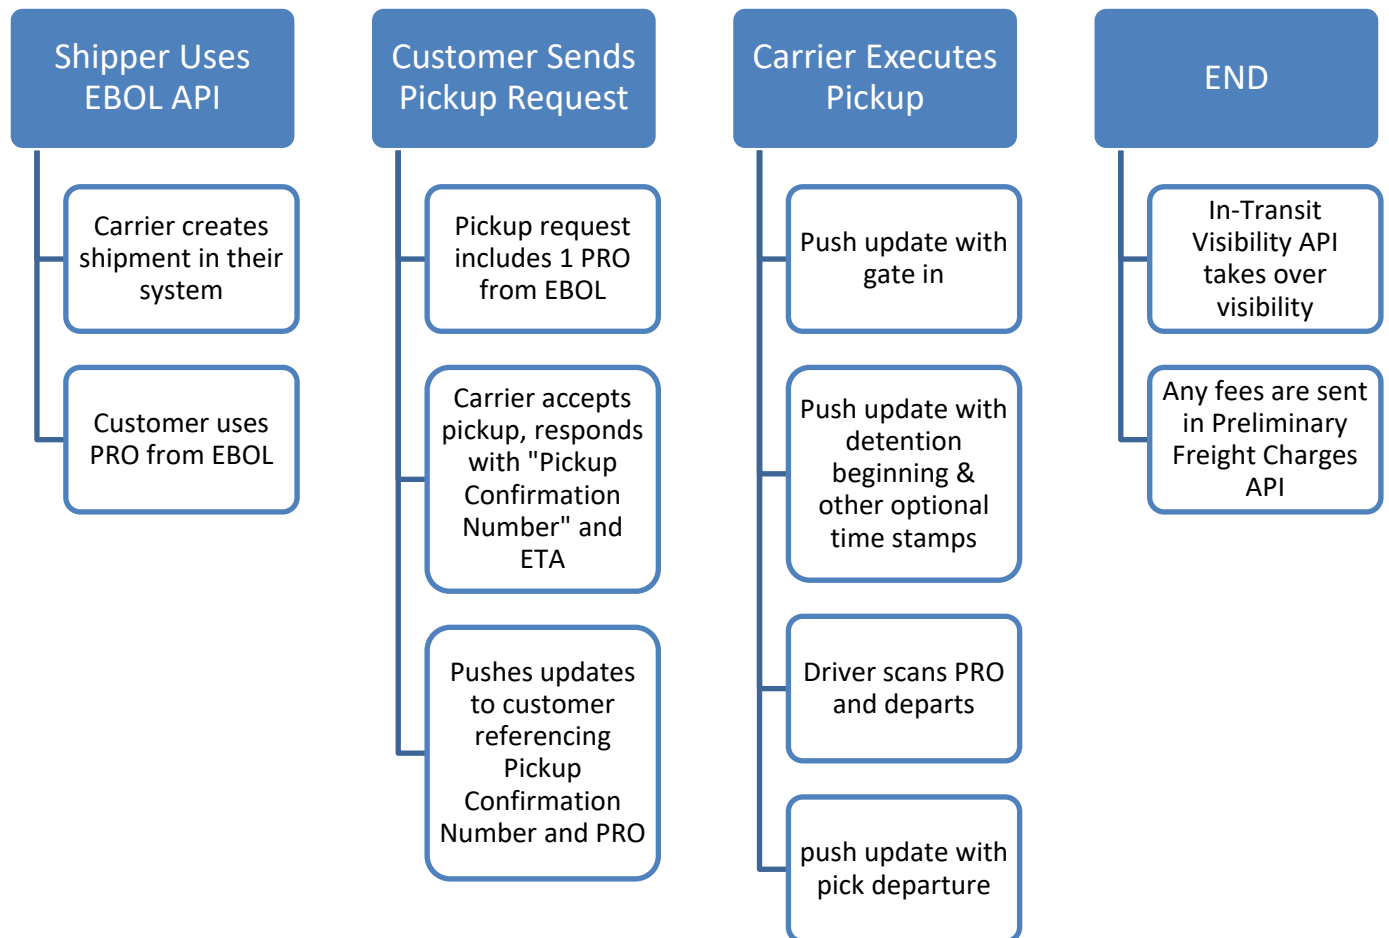 Shipper Uses
EBOL API
Carrier creates
shipment in their
system
Customer uses
PRO from EBOL
Customer Sends
Pickup Request
Pickup request
includes 1 PRO
from EBOL
Carrier accepts
pickup, responds
with "Pickup
Confirmation
Number" and
ETA
Pushes updates
to customer
referencing
Pickup
Confirmation
Number and PRO
Carrier Executes
Pickup
Push update with
gate in
Push update with
detention
beginning &
other optional
time stamps
Driver scans PRO
and departs
push update with
pick departure
END
In-Transit
Visibility API
takes over
visibility
Any fees are sent
in Preliminary
Freight Charges
API